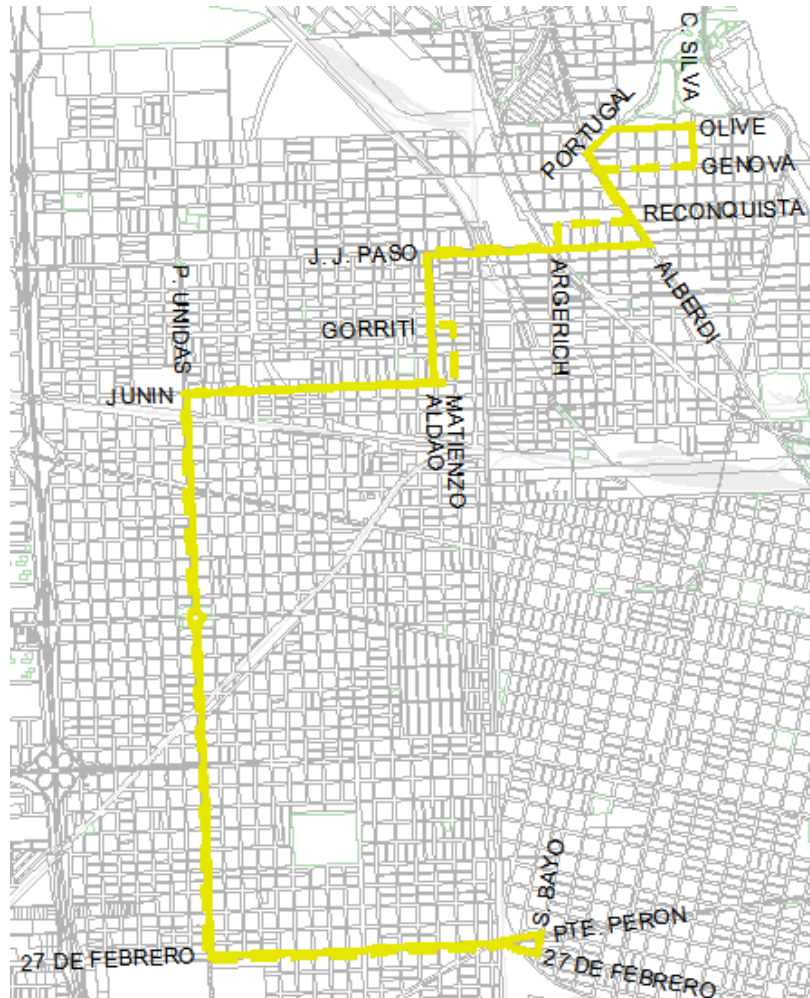 C. SILVA
PORTUGAL
OLIVE
GENOVA
RECONQUISTA
J. J. PASO
ARGERICH
ALBERDI
P. UNIDAS
GORRITI
JUNIN
MATIENZO
ALDAO
S. BAYO
PTE. PERON
27 DE FEBRERO
27 DE FEBRERO